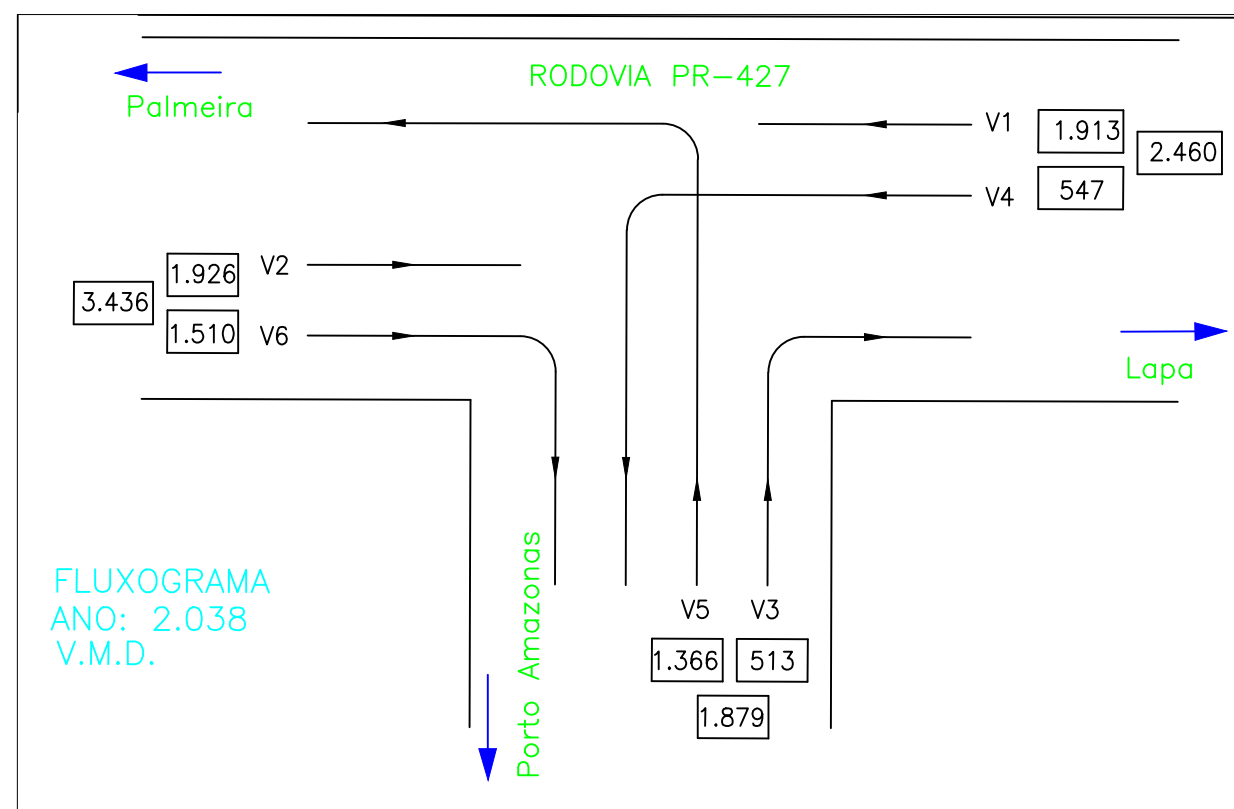 RODOVIA PR-427
Palmeira
V1 1.913
2.460
V4 547
V2 1.926
3.436
V6 1.510
Lapa
FLUXOGRAMA
ANO: 2.038
V.M.D.
Porto Amazonas
V5 V3
1.366 513
1.879